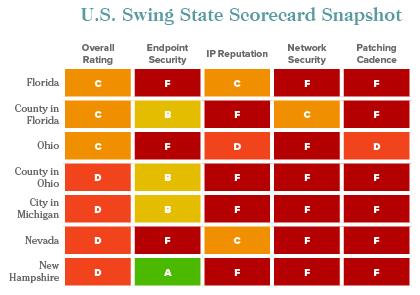 U.S. Swing State Scorecard Snapshot
Overall Rating Endpoint Security IP Reputation Network Security Patching Cadence
Florida C F C F F
County in Florida C B F C F
Ohio C F D F D
County in Ohio D B F F F
City in Michigan D B F F F
Nevada D F C F F
New Hampshire D A F F F